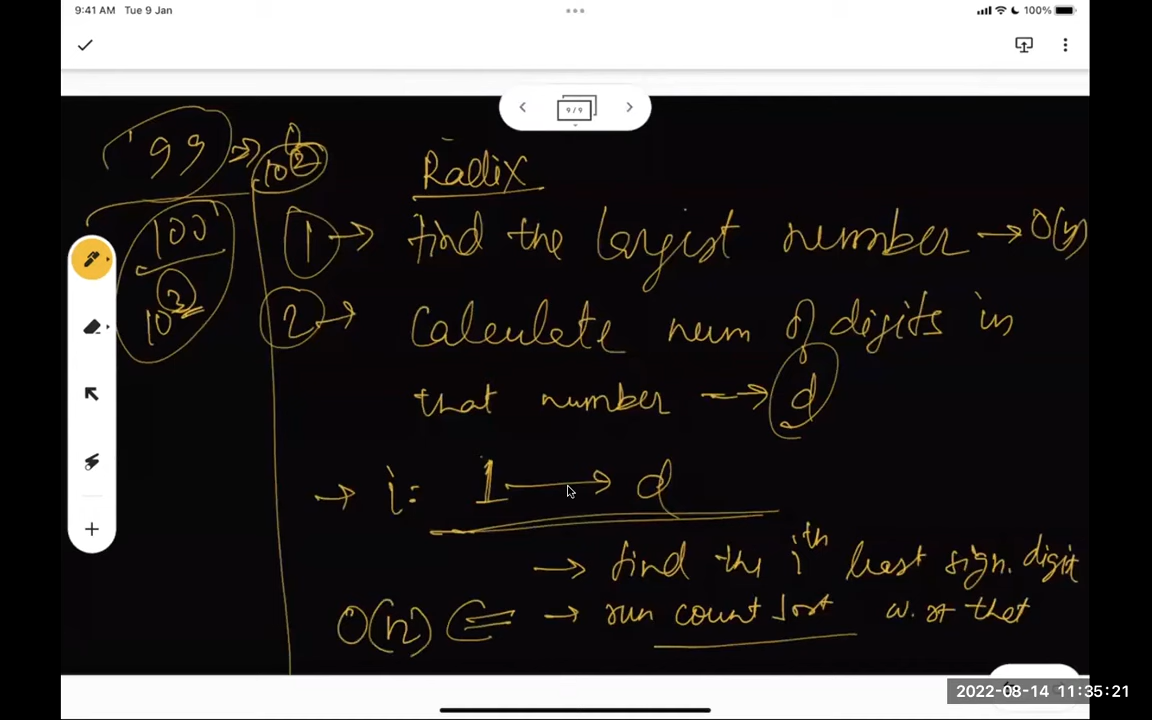 9:41 AM Tue 9 Jan
100%
9 / 9
99 → 10²
100
10²
Radix
1 → find the largest number → O(n)
2 → Calculate num of digits in
that number → d
→ i: 1 → d
→ find the ith least sign. digit
O(n) ⇐ → run count sort w.r.t that
2022-08-14 11:35:21